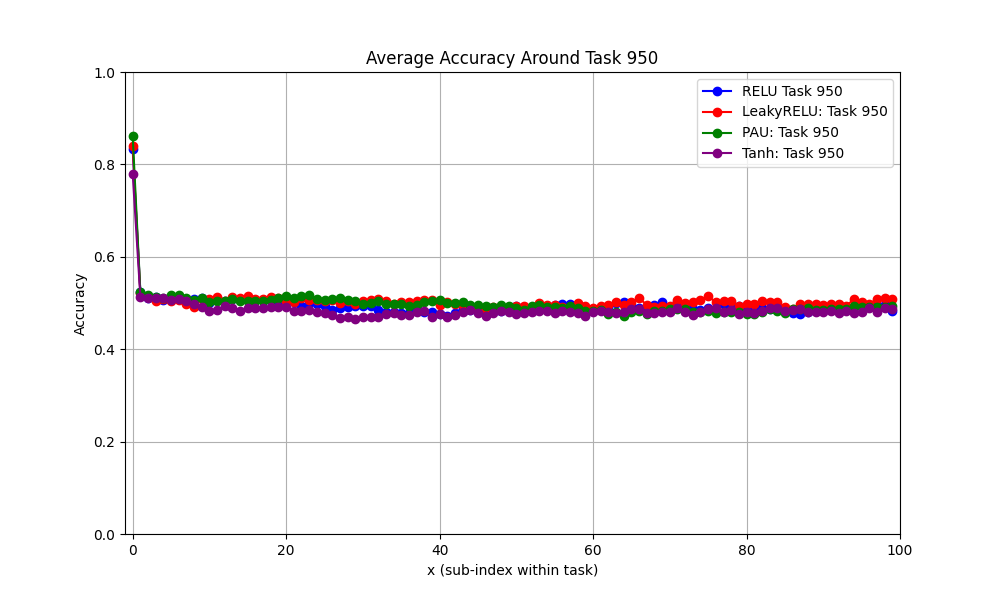 Average Accuracy Around Task 950
1.0
0.8
0.6
0.4
0.2
0.0
Accuracy
RELU Task 950
LeakyRELU: Task 950
PAU: Task 950
Tanh: Task 950
0 20 40 60 80 100
x (sub-index within task)